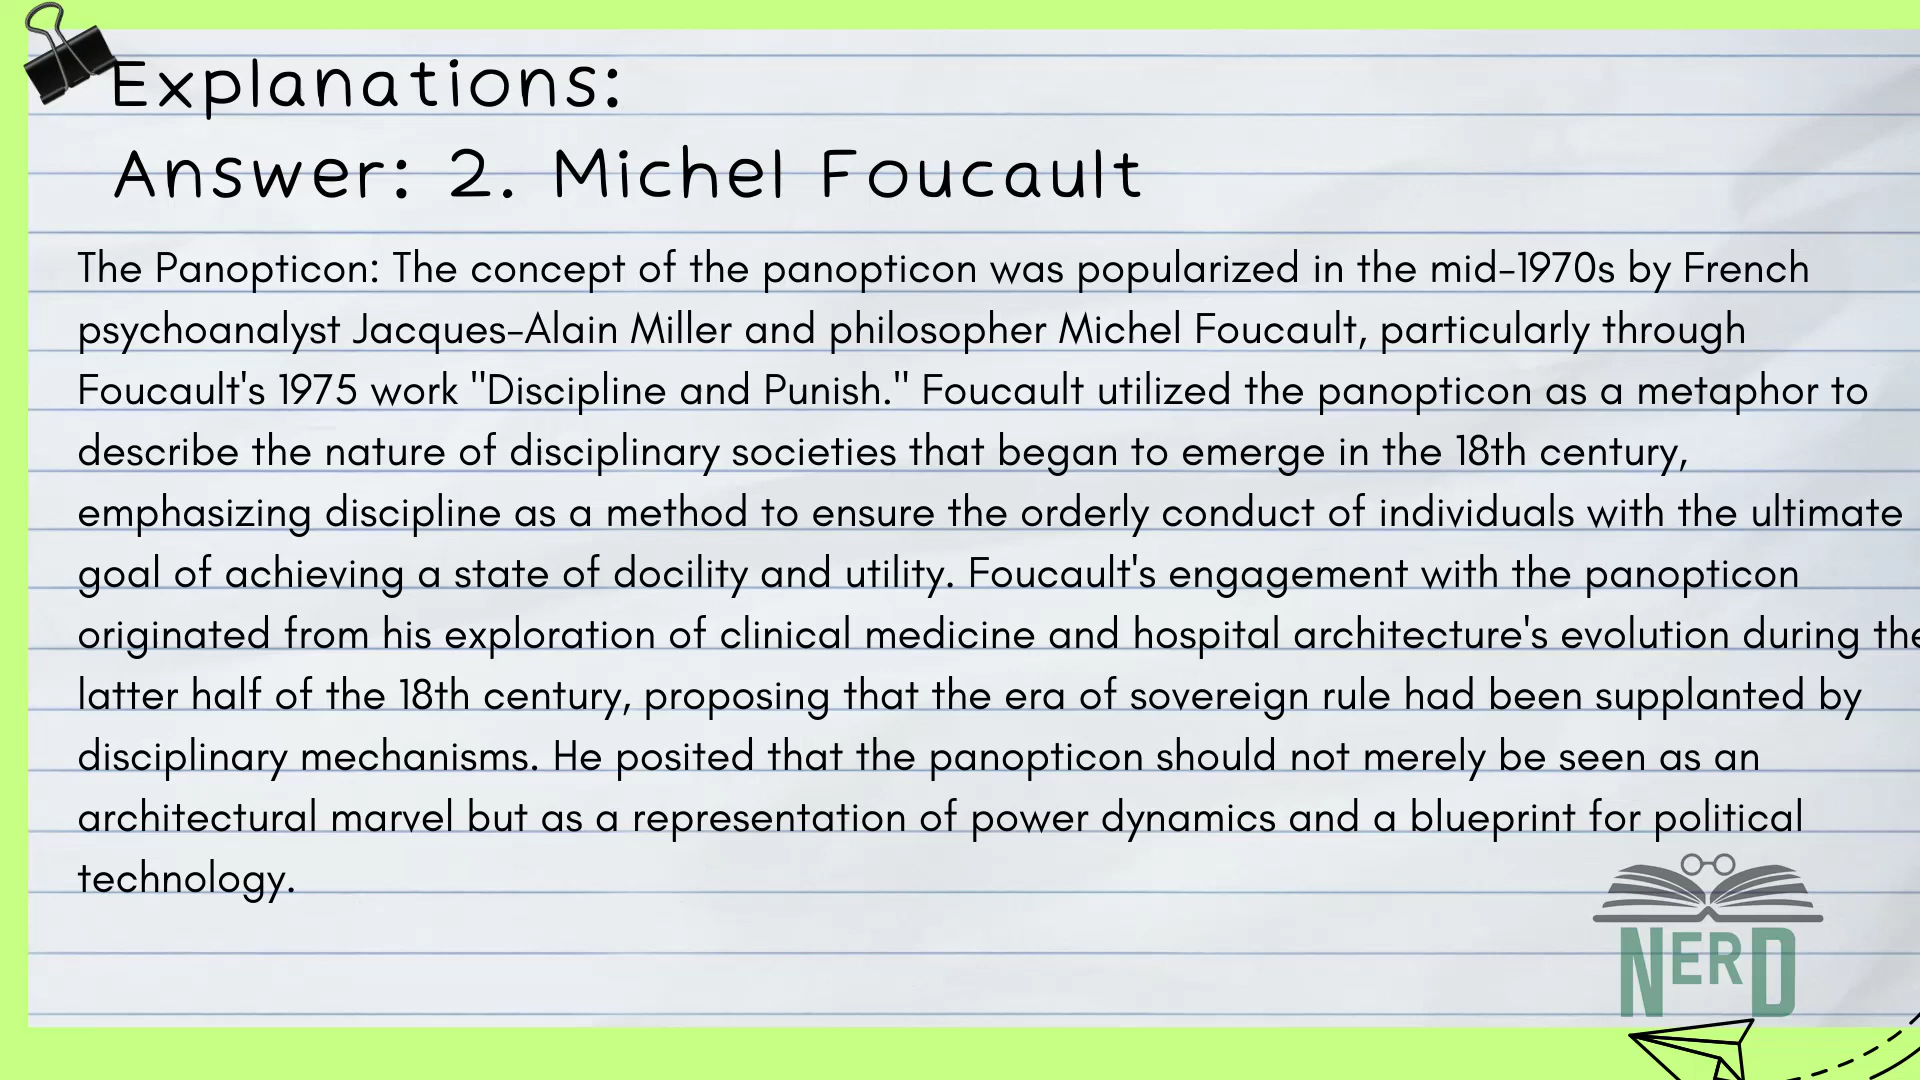 Explanations:
Answer: 2. Michel Foucault
The Panopticon: The concept of the panopticon was popularized in the mid-1970s by French
psychoanalyst Jacques-Alain Miller and philosopher Michel Foucault, particularly through
Foucault's 1975 work "Discipline and Punish." Foucault utilized the panopticon as a metaphor to
describe the nature of disciplinary societies that began to emerge in the 18th century,
emphasizing discipline as a method to ensure the orderly conduct of individuals with the ultimate
goal of achieving a state of docility and utility. Foucault's engagement with the panopticon
originated from his exploration of clinical medicine and hospital architecture's evolution during the
latter half of the 18th century, proposing that the era of sovereign rule had been supplanted by
disciplinary mechanisms. He posited that the panopticon should not merely be seen as an
architectural marvel but as a representation of power dynamics and a blueprint for political
technology.
NERD